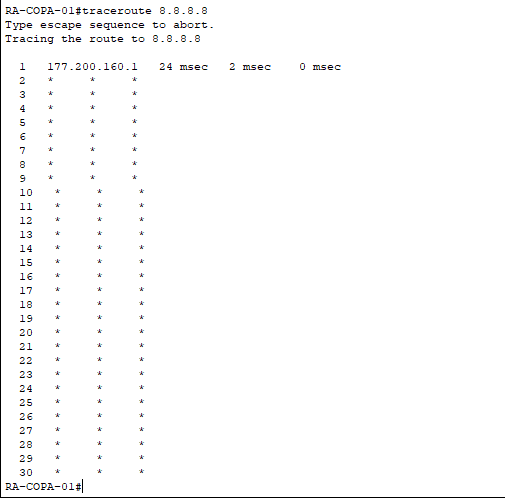 RA-COPA-01#traceroute 8.8.8.8
Type escape sequence to abort.
Tracing the route to 8.8.8.8
1 177.200.160.1 24 msec 2 msec 0 msec
2 * * *
3 * * *
4 * * *
5 * * *
6 * * *
7 * * *
8 * * *
9 * * *
10 * * *
11 * * *
12 * * *
13 * * *
14 * * *
15 * * *
16 * * *
17 * * *
18 * * *
19 * * *
20 * * *
21 * * *
22 * * *
23 * * *
24 * * *
25 * * *
26 * * *
27 * * *
28 * * *
29 * * *
30 * * *
RA-COPA-01#